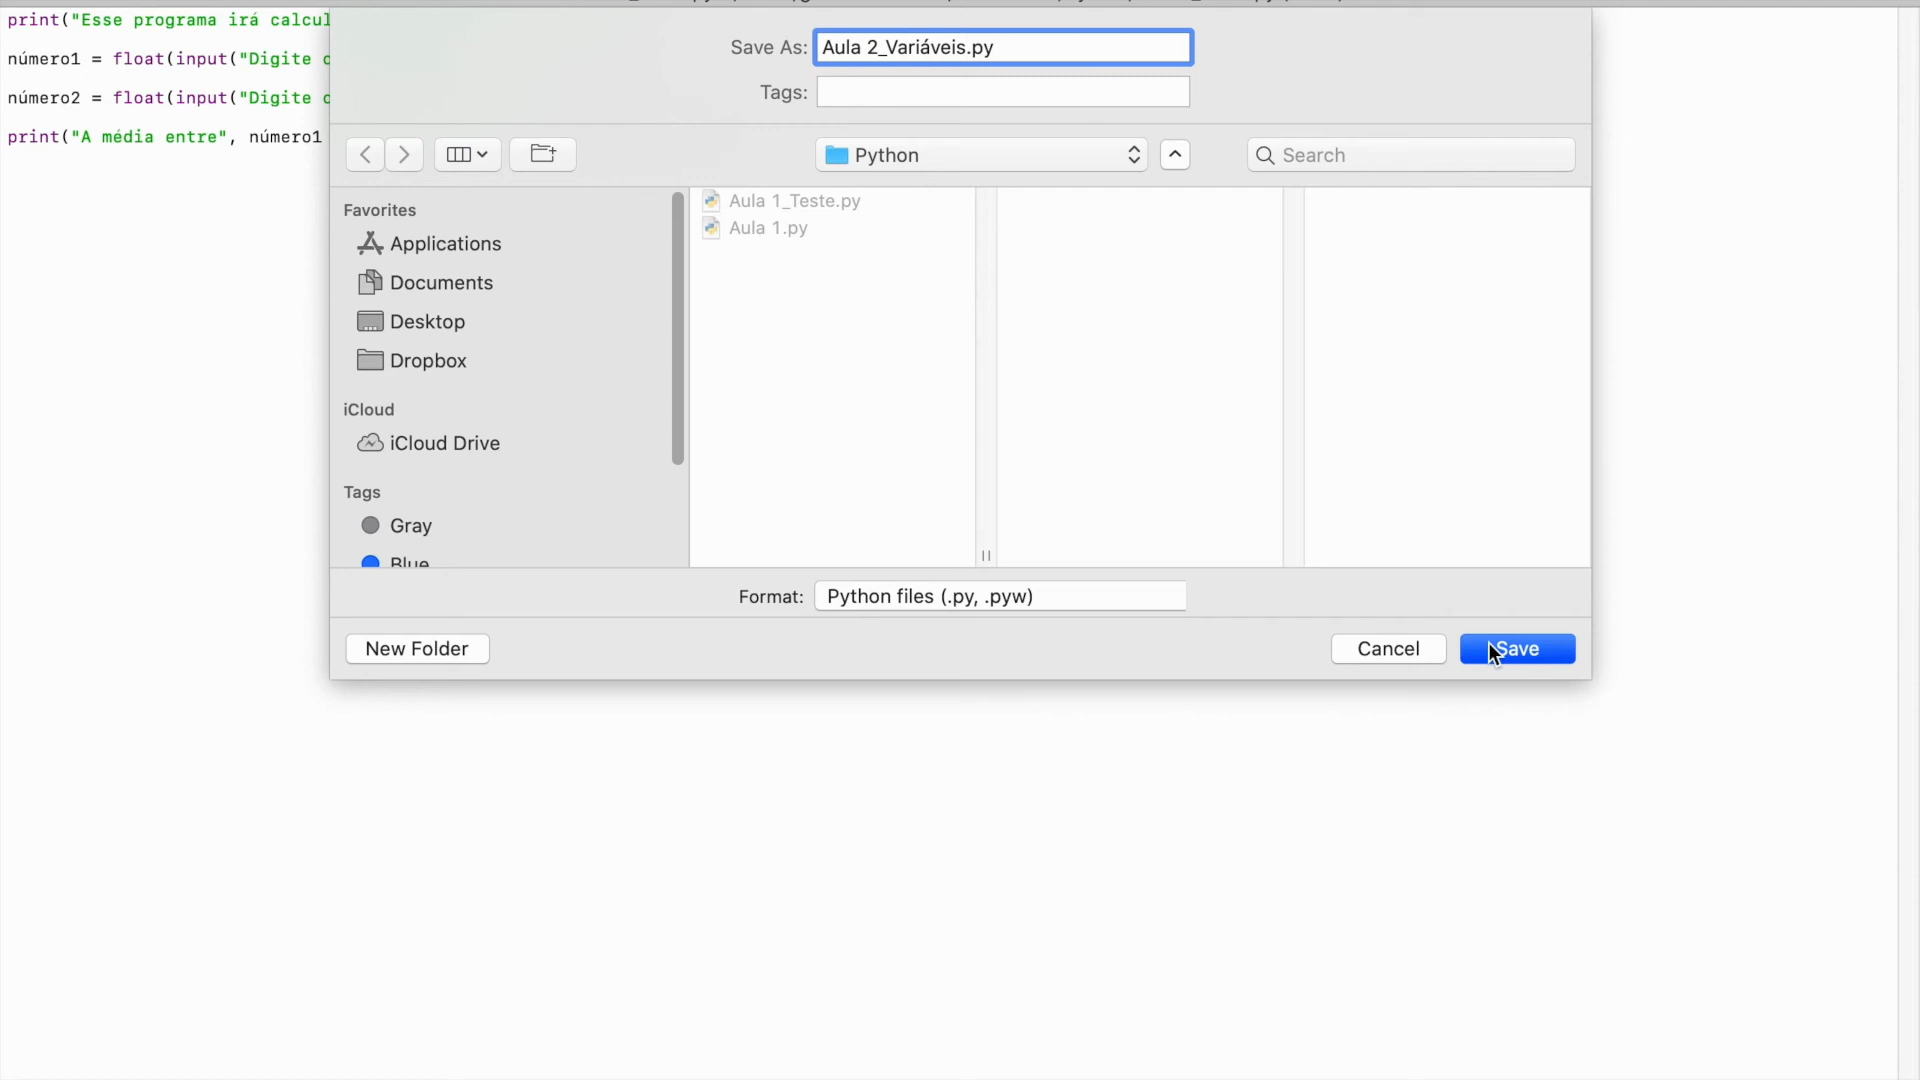 print("Esse programa irá calcul
número1 = float(input("Digite
número2 = float(input("Digite
print("A média entre", número1
Save As: Aula 2_Variáveis.py
Tags:
Python
Search
Favorites
Applications
Documents
Desktop
Dropbox
iCloud
iCloud Drive
Tags
Gray
Blue
Aula 1_Teste.py
Aula 1.py
Format: Python files (.py, .pyw)
New Folder
Cancel
Save